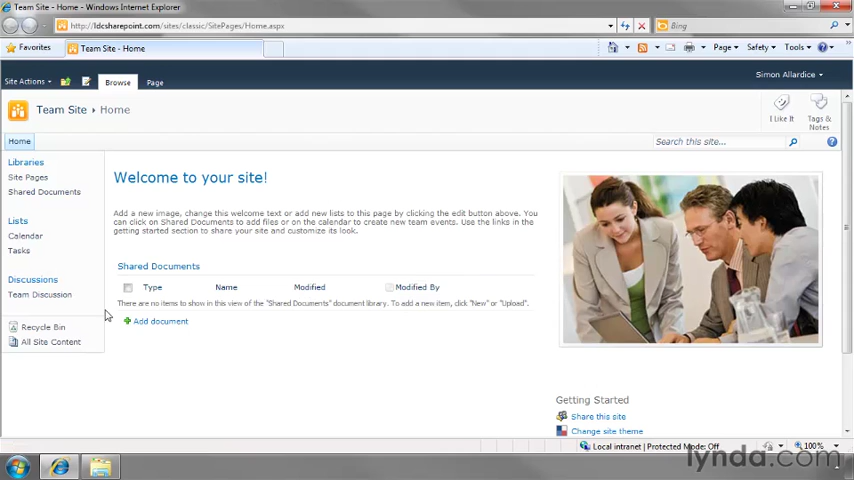 Team Site - Home - Windows Internet Explorer
http://ldcsharepoint.com/sites/classic/SitePages/Home.aspx
Bing
Favorites
Team Site - Home
Page
Safety
Tools
Site Actions
Browse
Page
Simon Allardice
Team Site
Home
I Like It
Tags &
Notes
Home
Search this site...
Libraries
Site Pages
Shared Documents
Lists
Calendar
Tasks
Discussions
Team Discussion
Recycle Bin
All Site Content
Welcome to your site!
Add a new image, change this welcome text or add new lists to this page by clicking the edit button above. You
can click on Shared Documents to add files or on the calendar to create new team events. Use the links in the
getting started section to share your site and customize its look.
Shared Documents
Type Name Modified Modified By
There are no items to show in this view of the "Shared Documents" document library. To add a new item, click "New" or "Upload".
Add document
Getting Started
Share this site
Change site theme
Local intranet | Protected Mode: Off
100%
lynda.com